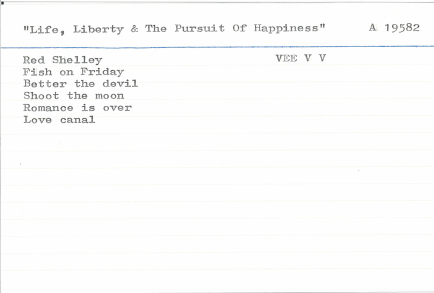 "Life, Liberty & The Pursuit Of Happiness" A 19582
Red Shelley VEE V V
Fish on Friday
Better the devil
Shoot the moon
Romance is over
Love canal